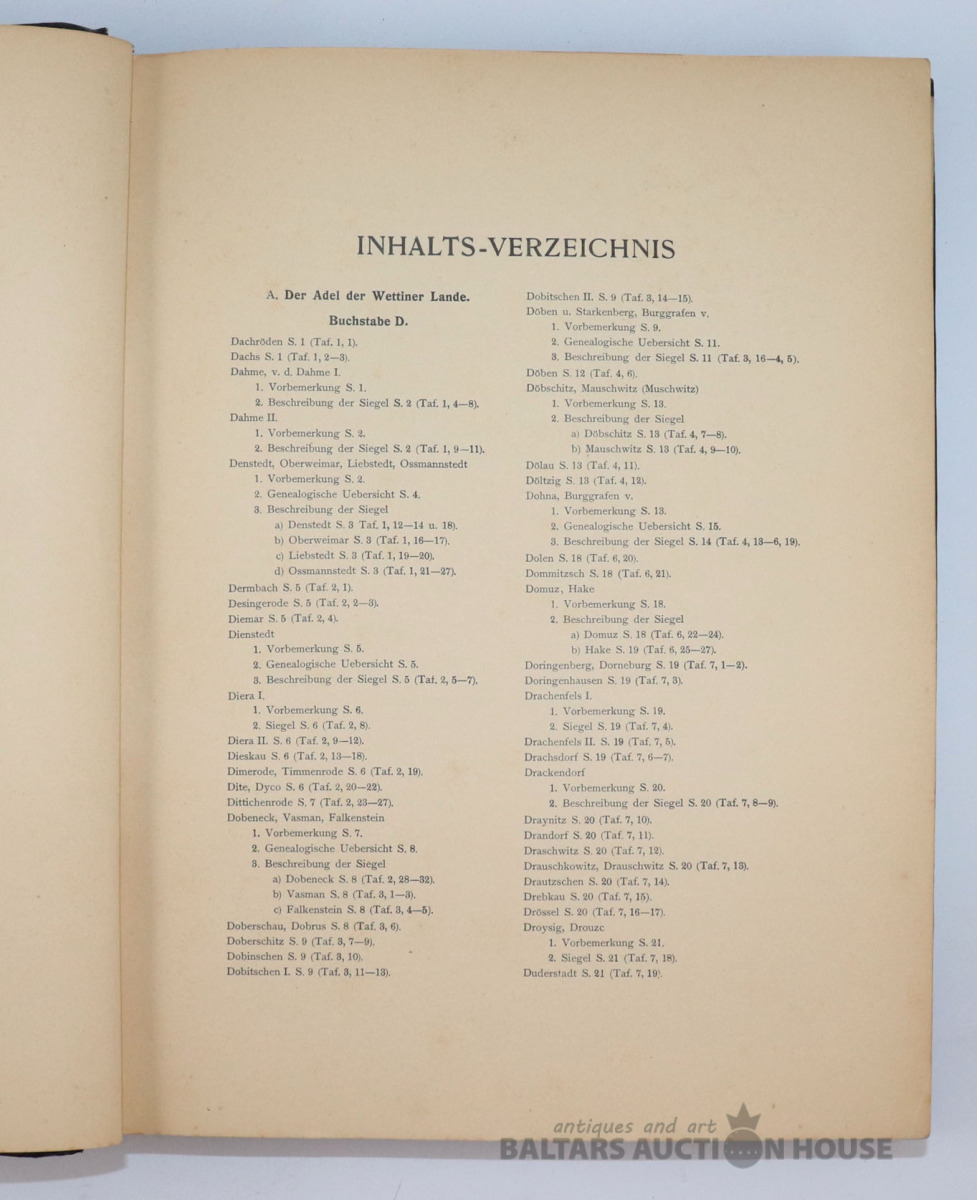 INHALTS-VERZEICHNIS
A. Der Adel der Wettiner Lande.
Buchstabe D.
Dachröden S. 1 (Taf. 1, 1).
Dachs S. 1 (Taf. 1, 2—3).
Dahme, v. d. Dahme I.
1. Vorbemerkung S. 1.
2. Beschreibung der Siegel S. 2 (Taf. 1, 4—8).
Dahme II.
1. Vorbemerkung S. 2.
2. Beschreibung der Siegel S. 2 (Taf. 1, 9—11).
Denstedt, Oberweimar, Liebstedt, Ossmannstedt
1. Vorbemerkung S. 2.
2. Genealogische Uebersicht S. 4.
3. Beschreibung der Siegel
a) Denstedt S. 3 Taf. 1, 12—14 u. 18).
b) Oberweimar S. 3 (Taf. 1, 16—17).
c) Liebstedt S. 3 (Taf. 1, 19—20).
d) Ossmannstedt S. 3 (Taf. 1, 21—27).
Dermbach S. 5 (Taf. 2, 1).
Desingerode S. 5 (Taf. 2, 2—3).
Diemar S. 5 (Taf. 2, 4).
Dienstedt
1. Vorbemerkung S. 5.
2. Genealogische Uebersicht S. 5.
3. Beschreibung der Siegel S. 5 (Taf. 2, 5—7).
Diera I.
1. Vorbemerkung S. 6.
2. Siegel S. 6 (Taf. 2, 8).
Diera II. S. 6 (Taf. 2, 9—12).
Dieskau S. 6 (Taf. 2, 13—18).
Dimerode, Timmenrode S. 6 (Taf. 2, 19).
Dite, Dyco S. 6 (Taf. 2, 20—22).
Dittichenrode S. 7 (Taf. 2, 23—27).
Dobeneck, Vasman, Falkenstein
1. Vorbemerkung S. 7.
2. Genealogische Uebersicht S. 8.
3. Beschreibung der Siegel
a) Dobeneck S. 8 (Taf. 2, 28—32).
b) Vasman S. 8 (Taf. 3, 1—3).
c) Falkenstein S. 8 (Taf. 3, 4—5).
Doberschau, Dobrus S. 8 (Taf. 3, 6).
Doberschitz S. 9 (Taf. 3, 7—9).
Dobinschen S. 9 (Taf. 3, 10).
Dobitschen I. S. 9 (Taf. 3, 11—13).
Dobitschen II. S. 9 (Taf. 3, 14—15).
Döben u. Starkenberg, Burggrafen v.
1. Vorbemerkung S. 9.
2. Genealogische Uebersicht S. 11.
3. Beschreibung der Siegel S. 11 (Taf. 3, 16—4, 5).
Döben S. 12 (Taf. 4, 6).
Döbschitz, Mauschwitz (Muschwitz)
1. Vorbemerkung S. 13.
2. Beschreibung der Siegel
a) Döbschitz S. 13 (Taf. 4, 7—8).
b) Mauschwitz S. 13 (Taf. 4, 9—10).
Dölau S. 13 (Taf. 4, 11).
Döltzig S. 13 (Taf. 4, 12).
Dohna, Burggrafen v.
1. Vorbemerkung S. 13.
2. Genealogische Uebersicht S. 15.
3. Beschreibung der Siegel S. 14 (Taf. 4, 13—6, 19).
Dolen S. 18 (Taf. 6, 20).
Dommitzsch S. 18 (Taf. 6, 21).
Domuz, Hake
1. Vorbemerkung S. 18.
2. Beschreibung der Siegel
a) Domuz S. 18 (Taf. 6, 22—24).
b) Hake S. 19 (Taf. 6, 25—27).
Doringenberg, Dorneburg S. 19 (Taf. 7, 1—2).
Doringenhausen S. 19 (Taf. 7, 3).
Drachenfels I.
1. Vorbemerkung S. 19.
2. Siegel S. 19 (Taf. 7, 4).
Drachenfels II. S. 19 (Taf. 7, 5).
Drachsdorf S. 19 (Taf. 7, 6—7).
Drackendorf
1. Vorbemerkung S. 20.
2. Beschreibung der Siegel S. 20 (Taf. 7, 8—9).
Draynitz S. 20 (Taf. 7, 10).
Drandorf S. 20 (Taf. 7, 11).
Draschwitz S. 20 (Taf. 7, 12).
Drauschkowitz, Drauschwitz S. 20 (Taf. 7, 13).
Drautzschen S. 20 (Taf. 7, 14).
Drebkau S. 20 (Taf. 7, 15).
Drössel S. 20 (Taf. 7, 16—17).
Droysig, Drouzc
1. Vorbemerkung S. 21.
2. Siegel S. 21 (Taf. 7, 18).
Duderstadt S. 21 (Taf. 7, 19).
antiques and art
BALTARS AUCTION HOUSE